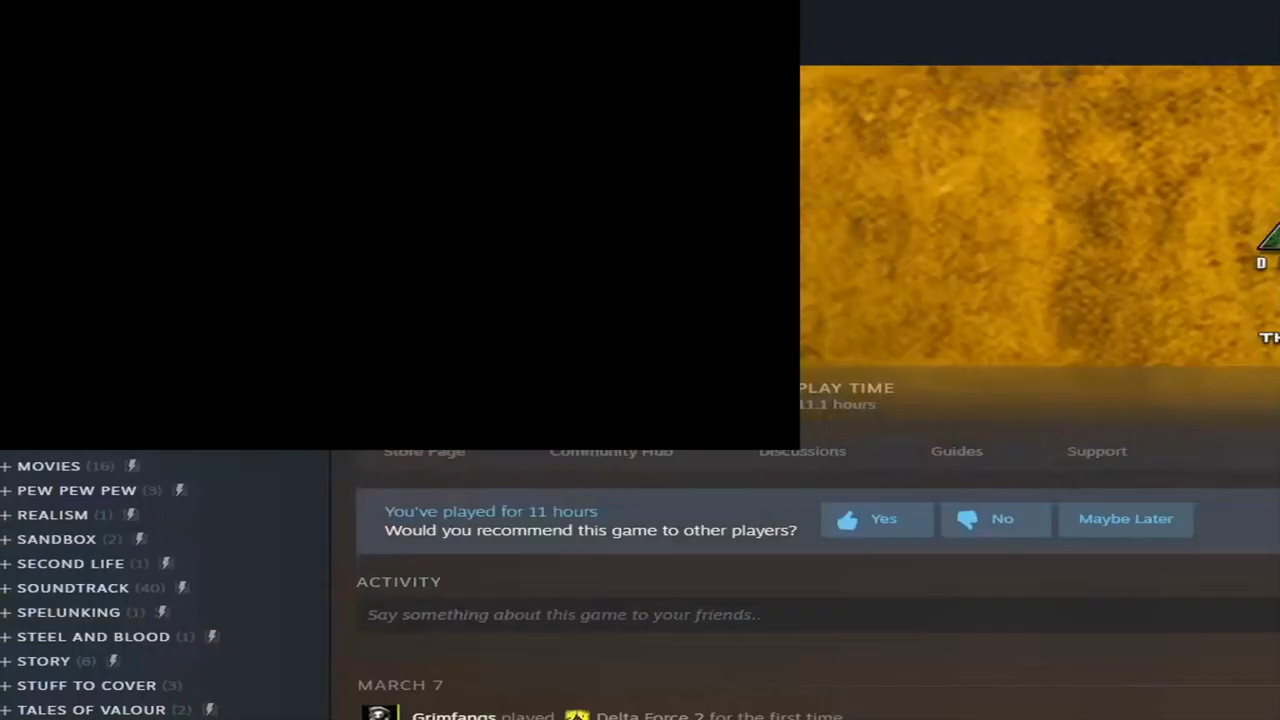 D
TH
PLAY TIME
11.1 hours
Store Page Community Hub Discussions Guides Support
+ MOVIES (16)
+ PEW PEW PEW (3)
+ REALISM (1)
+ SANDBOX (2)
+ SECOND LIFE (1)
+ SOUNDTRACK (40)
+ SPELUNKING (1)
+ STEEL AND BLOOD (1)
+ STORY (6)
+ STUFF TO COVER (3)
+ TALES OF VALOUR (2)
You've played for 11 hours
Would you recommend this game to other players?
Yes No Maybe Later
ACTIVITY
Say something about this game to your friends..
MARCH 7
Grimfangs played Delta Force 2 for the first time